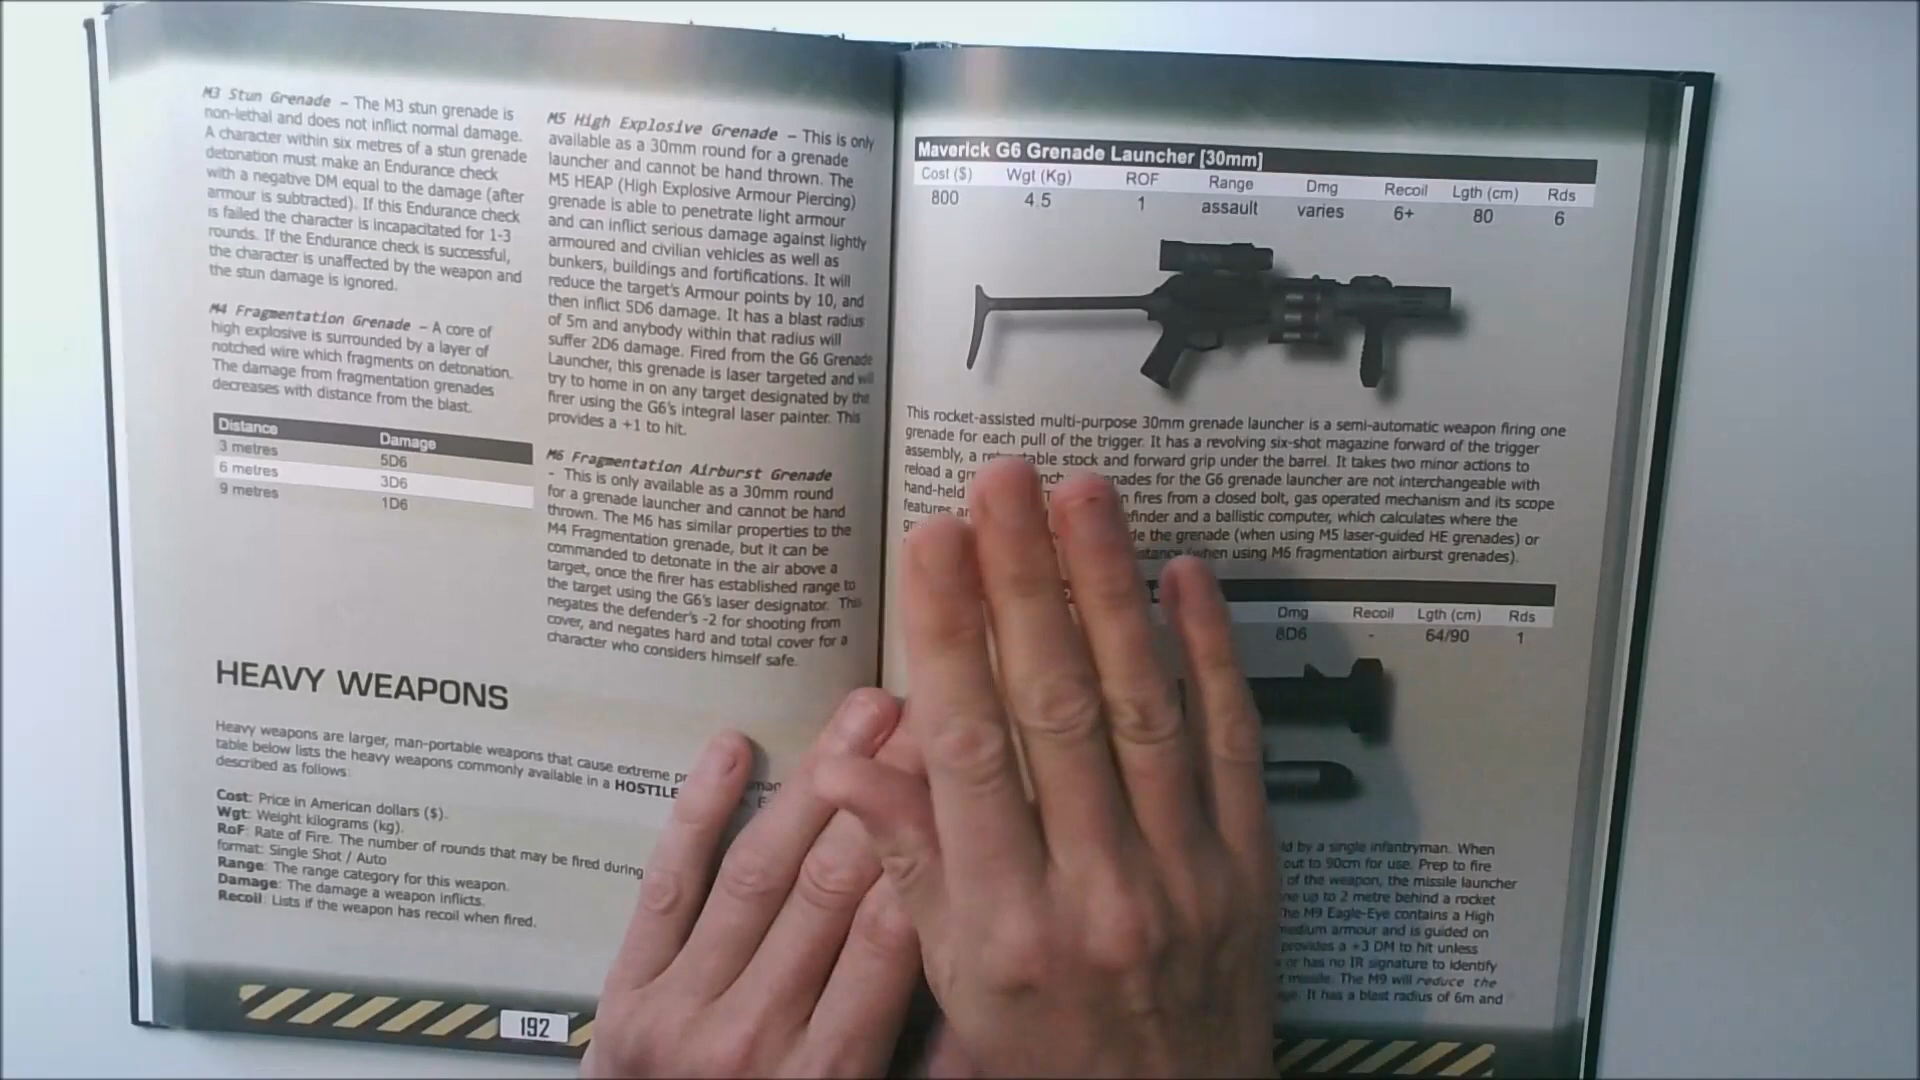 M3 Stun Grenade – The M3 stun grenade is
non-lethal and does not inflict normal damage.
A character within six metres of a stun grenade
detonation must make an Endurance check
with a negative DM equal to the damage (after
armour is subtracted). If this Endurance check
is failed the character is incapacitated for 1-3
rounds. If the Endurance check is successful,
the character is unaffected by the weapon and
the stun damage is ignored.
M4 Fragmentation Grenade – A core of
high explosive is surrounded by a layer of
notched wire which fragments on detonation.
The damage from fragmentation grenades
decreases with distance from the blast.
Distance Damage
3 metres 5D6
6 metres 3D6
9 metres 1D6
M5 High Explosive Grenade – This is only
available as a 30mm round for a grenade
launcher and cannot be hand thrown. The
M5 HEAP (High Explosive Armour Piercing)
grenade is able to penetrate light armour
and can inflict serious damage against lightly
armoured and civilian vehicles as well as
bunkers, buildings and fortifications. It will
reduce the target's Armour points by 10, and
then inflict 5D6 damage. It has a blast radius
of 5m and anybody within that radius will
suffer 2D6 damage. Fired from the G6 Grenade
Launcher, this grenade is laser targeted and will
try to home in on any target designated by the
firer using the G6's integral laser painter. This
provides a +1 to hit.
M6 Fragmentation Airburst Grenade
– This is only available as a 30mm round
for a grenade launcher and cannot be hand
thrown. The M6 has similar properties to the
M4 Fragmentation grenade, but it can be
commanded to detonate in the air above a
target, once the firer has established range to
the target using the G6's laser designator. This
negates the defender's -2 for shooting from
cover, and negates hard and total cover for a
character who considers himself safe.
HEAVY WEAPONS
Heavy weapons are larger, man-portable weapons that cause extreme
table below lists the heavy weapons commonly available in a HOSTILE
described as follows:
Cost: Price in American dollars ($).
Wgt: Weight kilograms (kg).
RoF: Rate of Fire. The number of rounds that may be fired during
format: Single Shot / Auto
Range: The range category for this weapon.
Damage: The damage a weapon inflicts.
Recoil: Lists if the weapon has recoil when fired.
192
Maverick G6 Grenade Launcher [30mm]
Cost ($) Wgt (Kg) ROF Range Dmg Recoil Lgth (cm) Rds
800 4.5 1 assault varies 6+ 80 6
This rocket-assisted multi-purpose 30mm grenade launcher is a semi-automatic weapon firing one
grenade for each pull of the trigger. It has a revolving six-shot magazine forward of the trigger
assembly, a stock and forward grip under the barrel. It takes two minor actions to
reload a for the G6 grenade launcher are not interchangeable with
hand-held fires from a closed bolt, gas operated mechanism and its scope
features and a ballistic computer, which calculates where the
the grenade (when using M5 laser-guided HE grenades) or
(when using M6 fragmentation airburst grenades).
Dmg Recoil Lgth (cm) Rds
8D6 - 64/90 1
by a single infantryman. When
out to 90cm for use. Prep to fire
of the weapon, the missile launcher
up to 2 metre behind a rocket
The M9 Eagle-Eye contains a High
medium armour and is guided on
provides a +3 DM to hit unless
or has no IR signature to identify
missile. The M9 will reduce the
It has a blast radius of 6m and